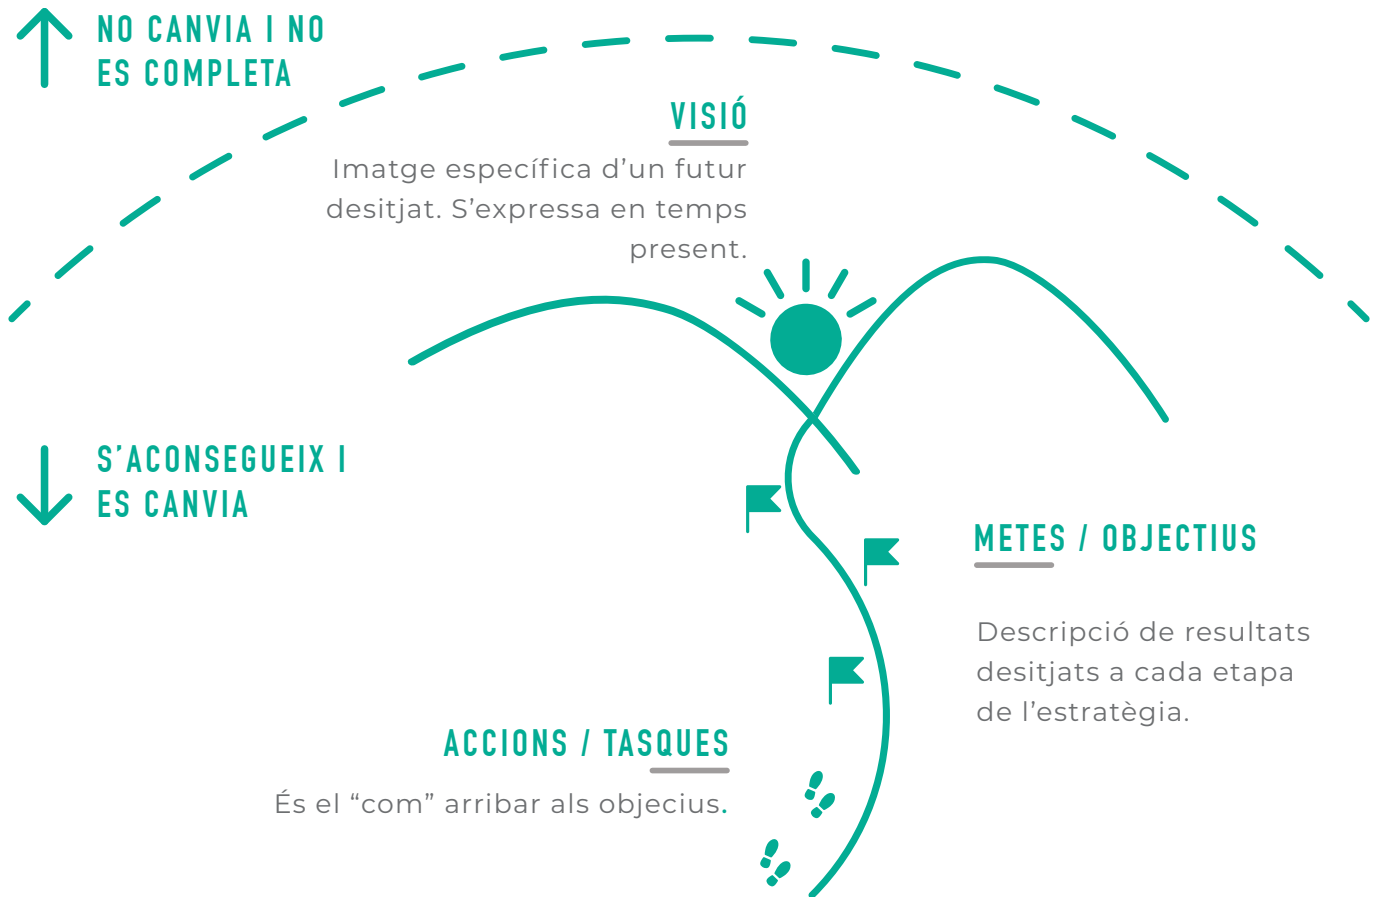 NO CANVIA I NO
ES COMPLETA
VISIÓ
Imatge específica d’un futur
desitjat. S’expressa en temps
present.
S’ACONSEGUEIX I
ES CANVIA
METES / OBJECTIUS
Descripció de resultats
desitjats a cada etapa
de l’estratègia.
ACCIONS / TASQUES
És el “com” arribar als objecius.